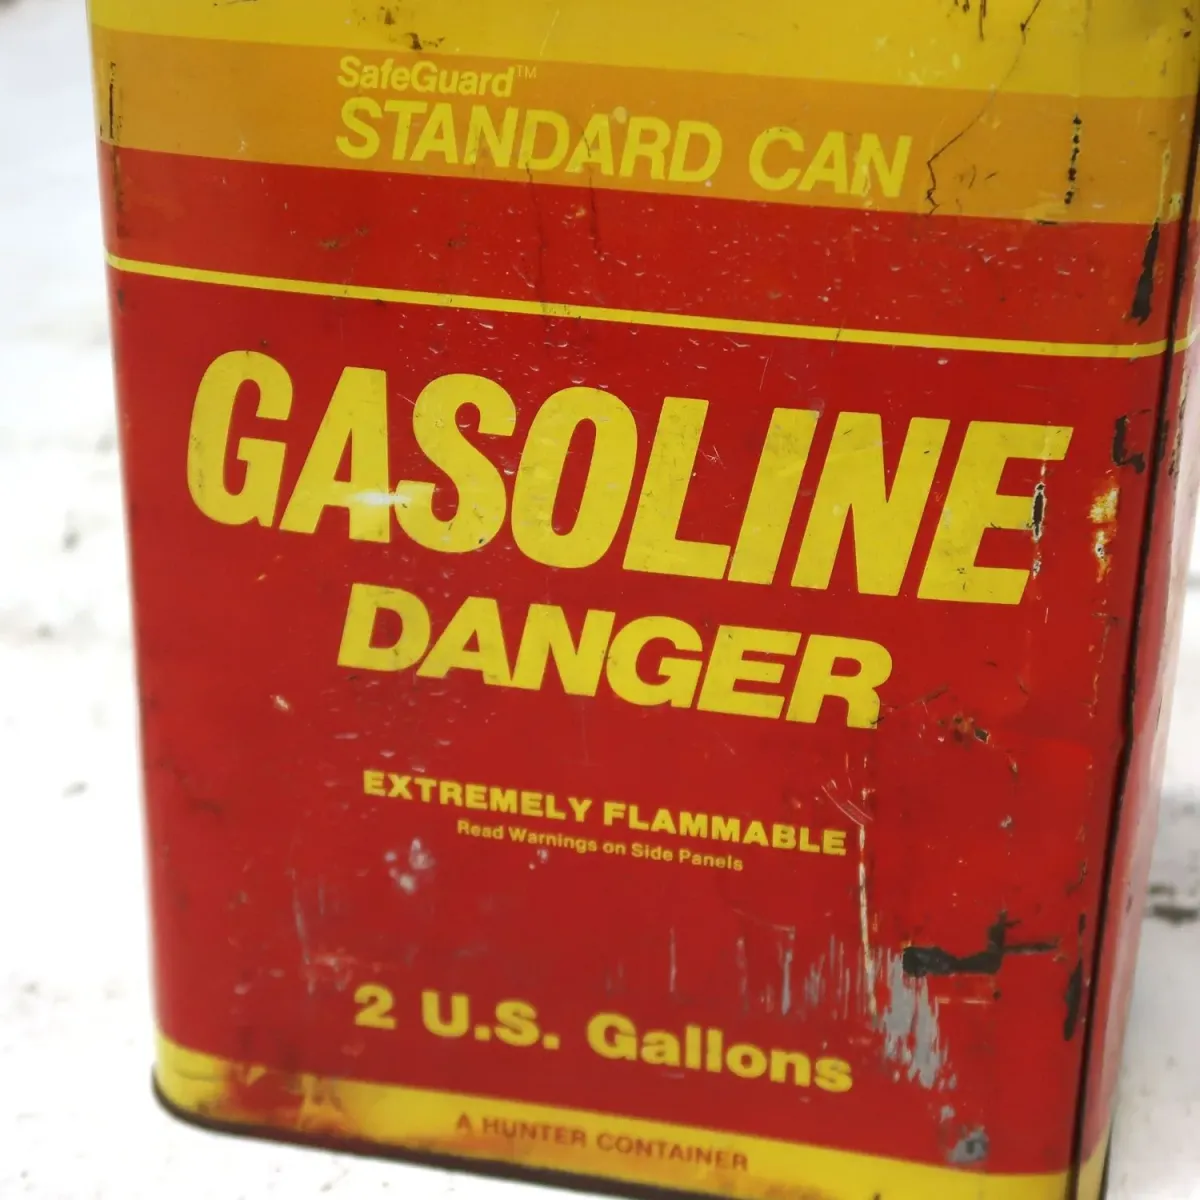 SafeGuard™
STANDARD CAN
GASOLINE
DANGER
EXTREMELY FLAMMABLE
Read Warnings on Side Panels
2 U.S. Gallons
A HUNTER CONTAINER